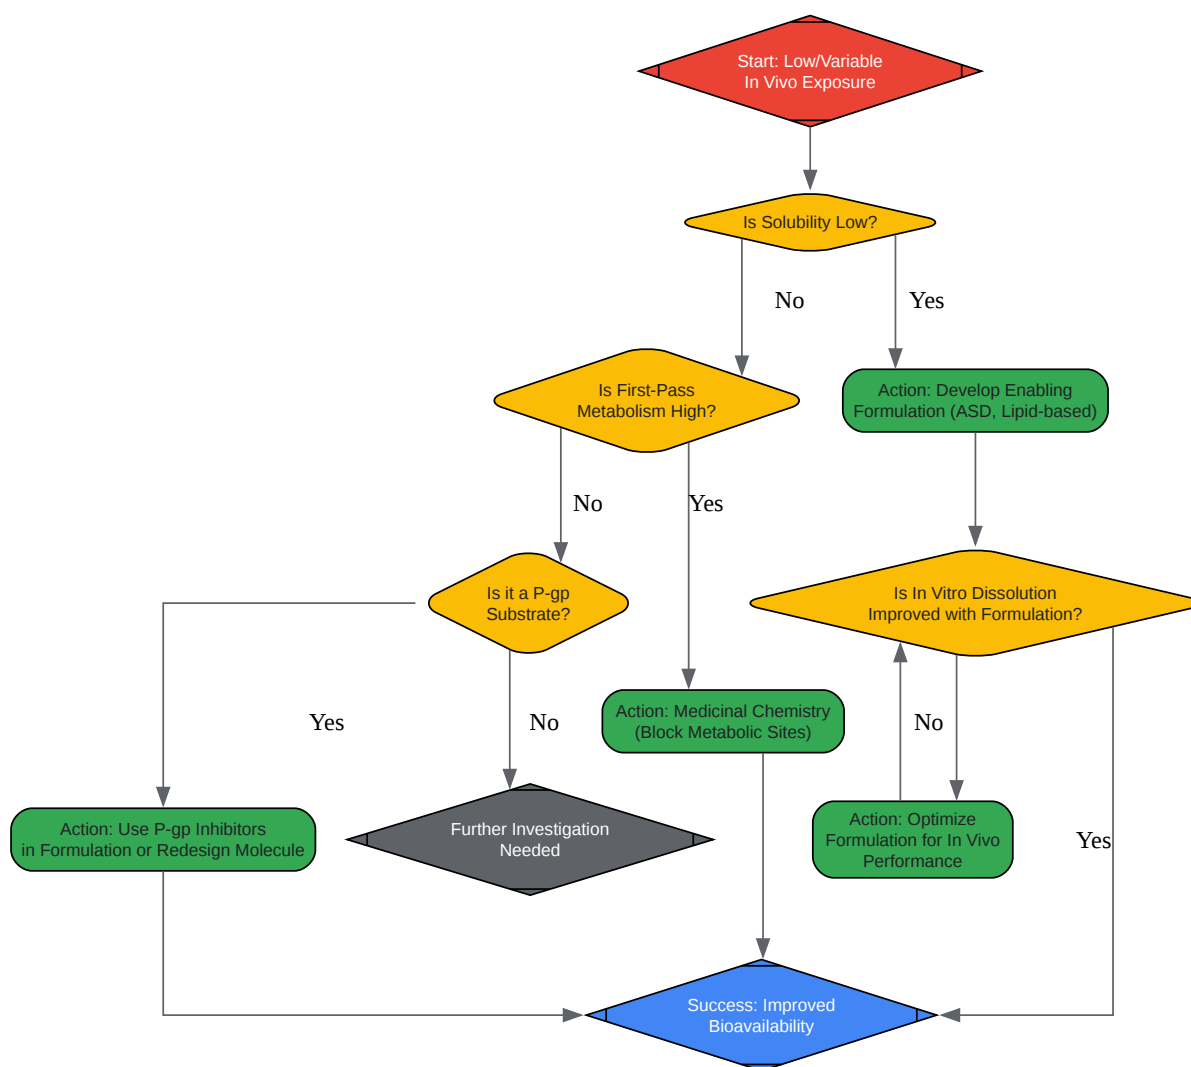 Start: Low/Variable
In Vivo Exposure
Is Solubility Low?
No
Yes
Is First-Pass
Metabolism High?
Action: Develop Enabling
Formulation (ASD, Lipid-based)
No
Yes
Is it a P-gp
Substrate?
Is In Vitro Dissolution
Improved with Formulation?
Yes
No
Action: Medicinal Chemistry
(Block Metabolic Sites)
No
Action: Use P-gp Inhibitors
in Formulation or Redesign Molecule
Further Investigation
Needed
Action: Optimize
Formulation for In Vivo
Performance
Yes
Success: Improved
Bioavailability